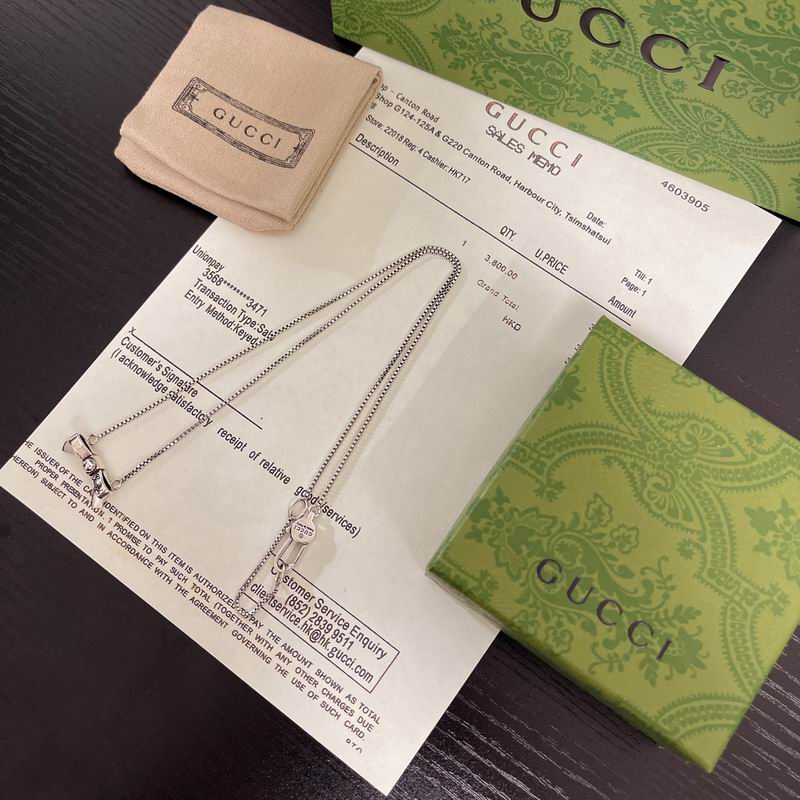 GUCCI
GUCCI
GUCCI
SALES MEMO
op - Canton Road
Shop G124-125A & G220 Canton Road, Harbour City, Tsimshatsui
Store: 22018 Reg: 4 Cashier: HK717
4603905
Date:
Till: 1
Page: 1
Description
QTY.
U.PRICE
Amount
1
3,800.00
Grand Total:
HKD
Unionpay
3568********3471
Transaction Type:
Entry Method:Keyed
x
Customer's Signature
(I acknowledge satisfactory receipt of relative goods/services)
Customer Service Enquiry
(852) 2839 9511
clientservice.hk@hk.gucci.com
THE ISSUER OF THE CARD IDENTIFIED ON THIS ITEM IS AUTHORIZED TO PAY THE AMOUNT SHOWN AS TOTAL
PROPER PRESENTATION. I PROMISE TO PAY SUCH TOTAL (TOGETHER WITH ANY OTHER CHARGES DUE
HEREON) SUBJECT TO AND IN ACCORDANCE WITH THE AGREEMENT GOVERNING THE USE OF SUCH CARD.
GUCCI
GUCCI